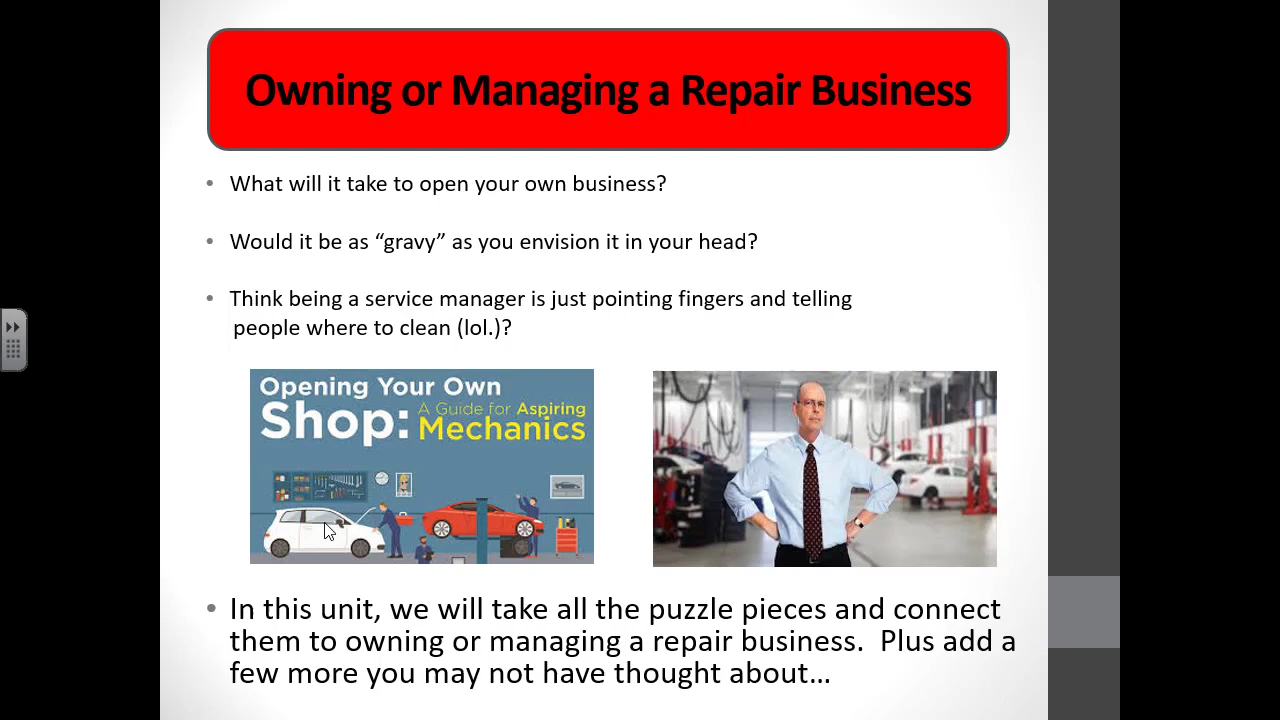 Owning or Managing a Repair Business
• What will it take to open your own business?
• Would it be as “gravy” as you envision it in your head?
• Think being a service manager is just pointing fingers and telling
people where to clean (lol.)?
Opening Your Own
Shop: A Guide for Aspiring
Mechanics
• In this unit, we will take all the puzzle pieces and connect
them to owning or managing a repair business.  Plus add a
few more you may not have thought about…